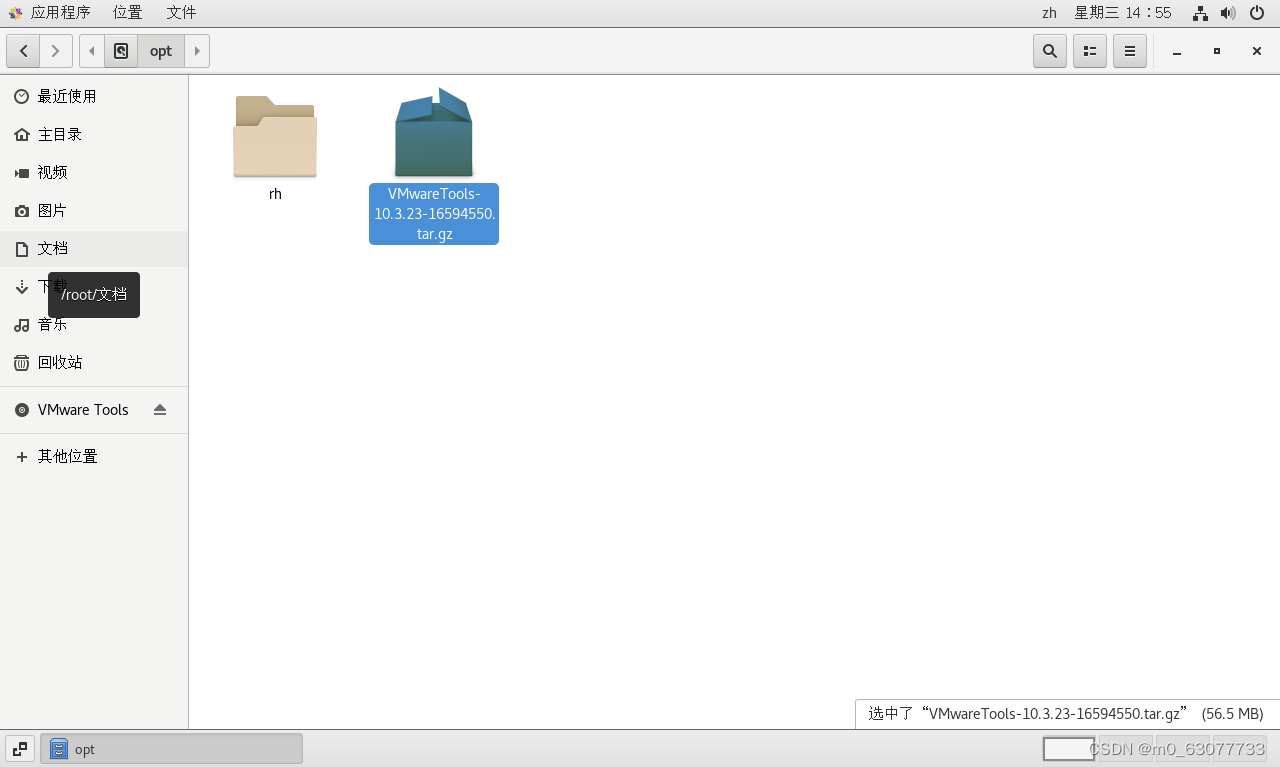 应用程序 位置 文件 zh 星期三 14：55
opt
最近使用
主目录
视频
图片
文档
下载
/root/文档
音乐
回收站
VMware Tools
其他位置
rh
VMwareTools-
10.3.23-16594550.
tar.gz
选中了“VMwareTools-10.3.23-16594550.tar.gz” (56.5 MB)
opt
CSDN @m0_63077733